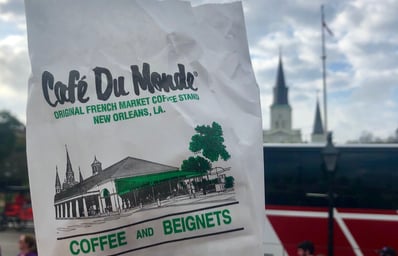 Café Du Monde®
ORIGINAL FRENCH MARKET COFFEE STAND
NEW ORLEANS, LA.
COFFEE AND BEIGNETS